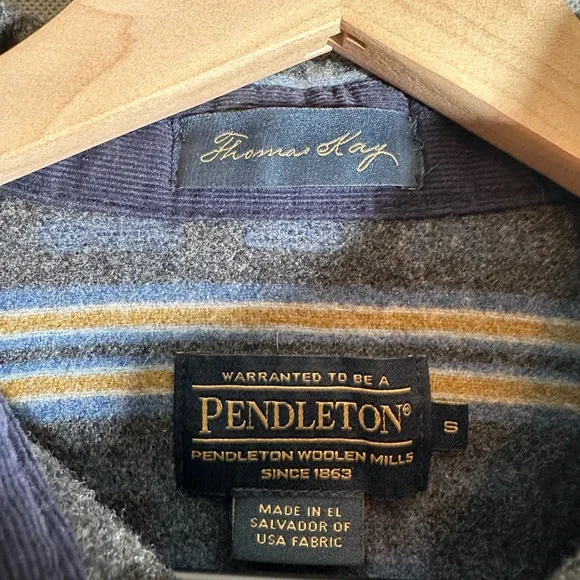 Thomas Kay
WARRANTED TO BE A
PENDLETON®
PENDLETON WOOLEN MILLS
SINCE 1863
S
MADE IN EL
SALVADOR OF
USA FABRIC